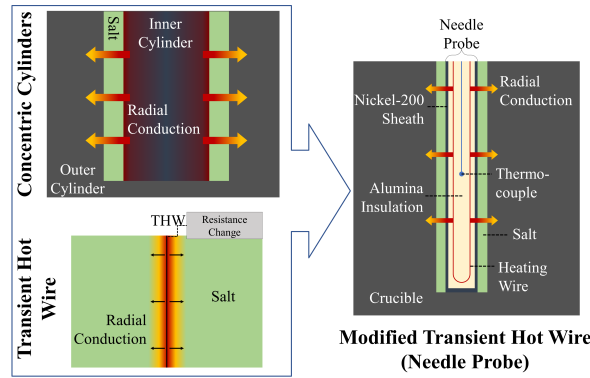 Concentric Cylinders
Salt
Inner
Cylinder
Radial
Conduction
Outer
Cylinder
Transient Hot
Wire
THW
Resistance
Change
Radial
Conduction
Salt
Needle
Probe
Nickel-200
Sheath
Radial
Conduction
Alumina
Insulation
Thermo-
couple
Salt
Heating
Wire
Crucible
Modified Transient Hot Wire
(Needle Probe)